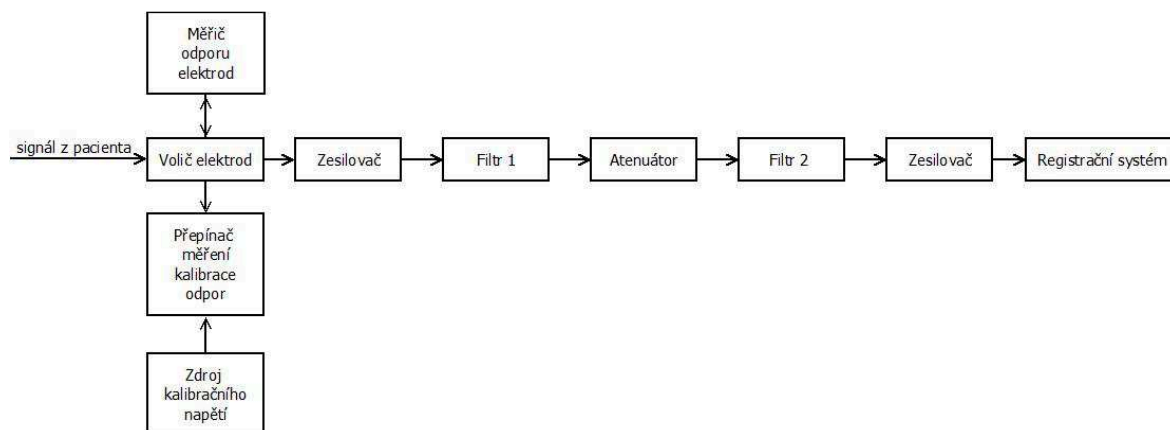 Měřič
odporu
elektrod
signál z pacienta
Volič elektrod
Zesilovač
Filtr 1
Atenuátor
Filtr 2
Zesilovač
Registrační systém
Přepínač
měření
kalibrace
odpor
Zdroj
kalibračního
napětí